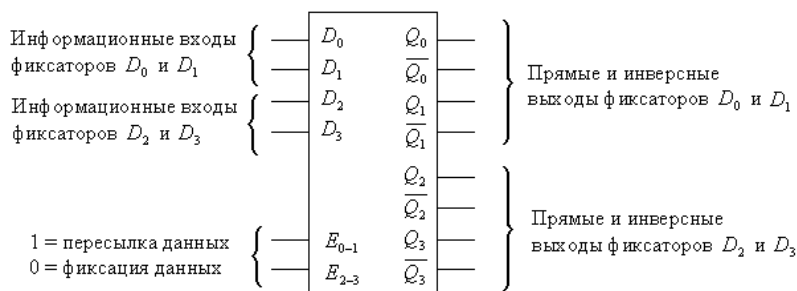 Информационные входы
фиксаторов D₀ и D₁
Информационные входы
фиксаторов D₂ и D₃
1 = пересылка данных
0 = фиксация данных
D₀
D₁
D₂
D₃
E₀₋₁
E₂₋₃
Q₀
Q̅₀
Q₁
Q̅₁
Q₂
Q̅₂
Q₃
Q̅₃
Прямые и инверсные
выходы фиксаторов D₀ и D₁
Прямые и инверсные
выходы фиксаторов D₂ и D₃